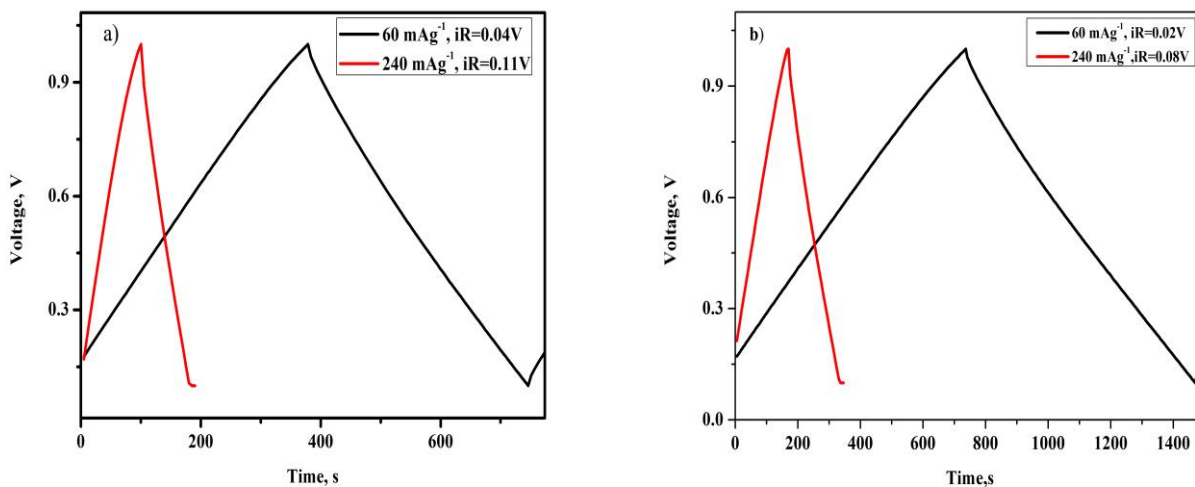 a)
60 mAg⁻¹, iR=0.04V
240 mAg⁻¹, iR=0.11V
0.9
0.6
0.3
Voltage, V
0 200 400 600
Time, s
b)
60 mAg⁻¹, iR=0.02V
240 mAg⁻¹,iR=0.08V
0.9
0.6
0.3
0.0
Voltage, V
0 200 400 600 800 1000 1200 1400
Time,s